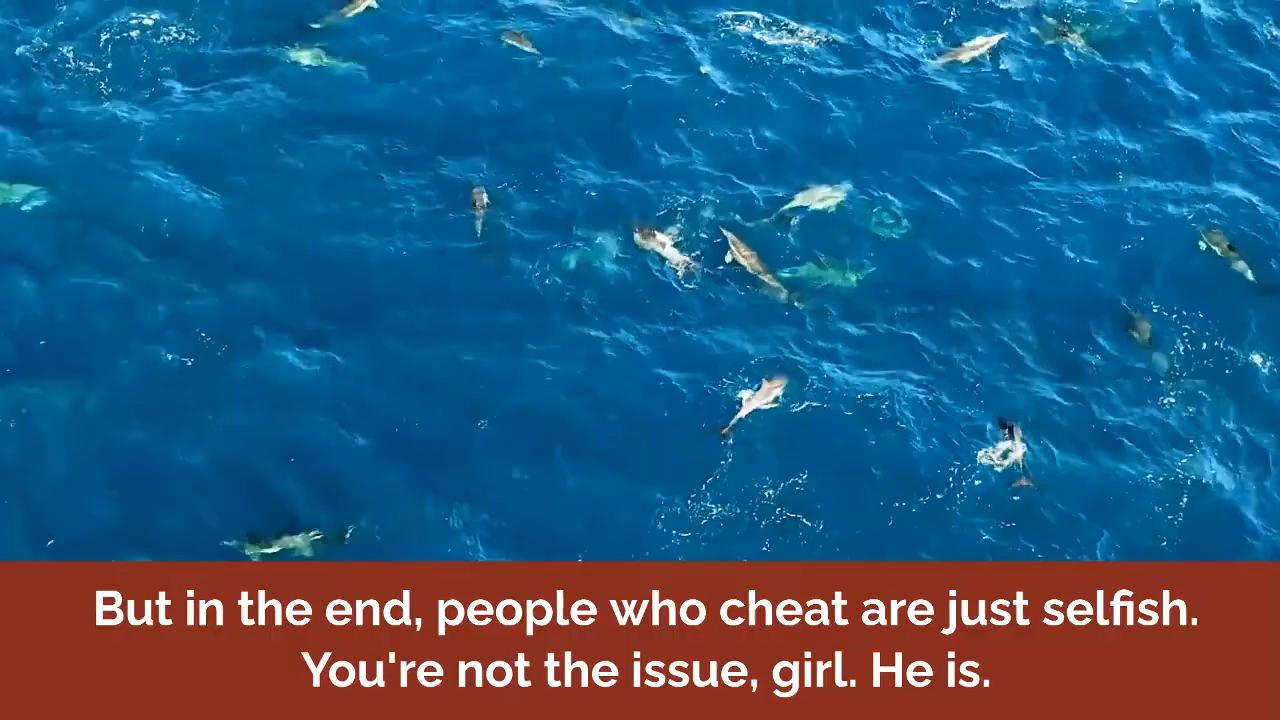 But in the end, people who cheat are just selfish.
You're not the issue, girl. He is.